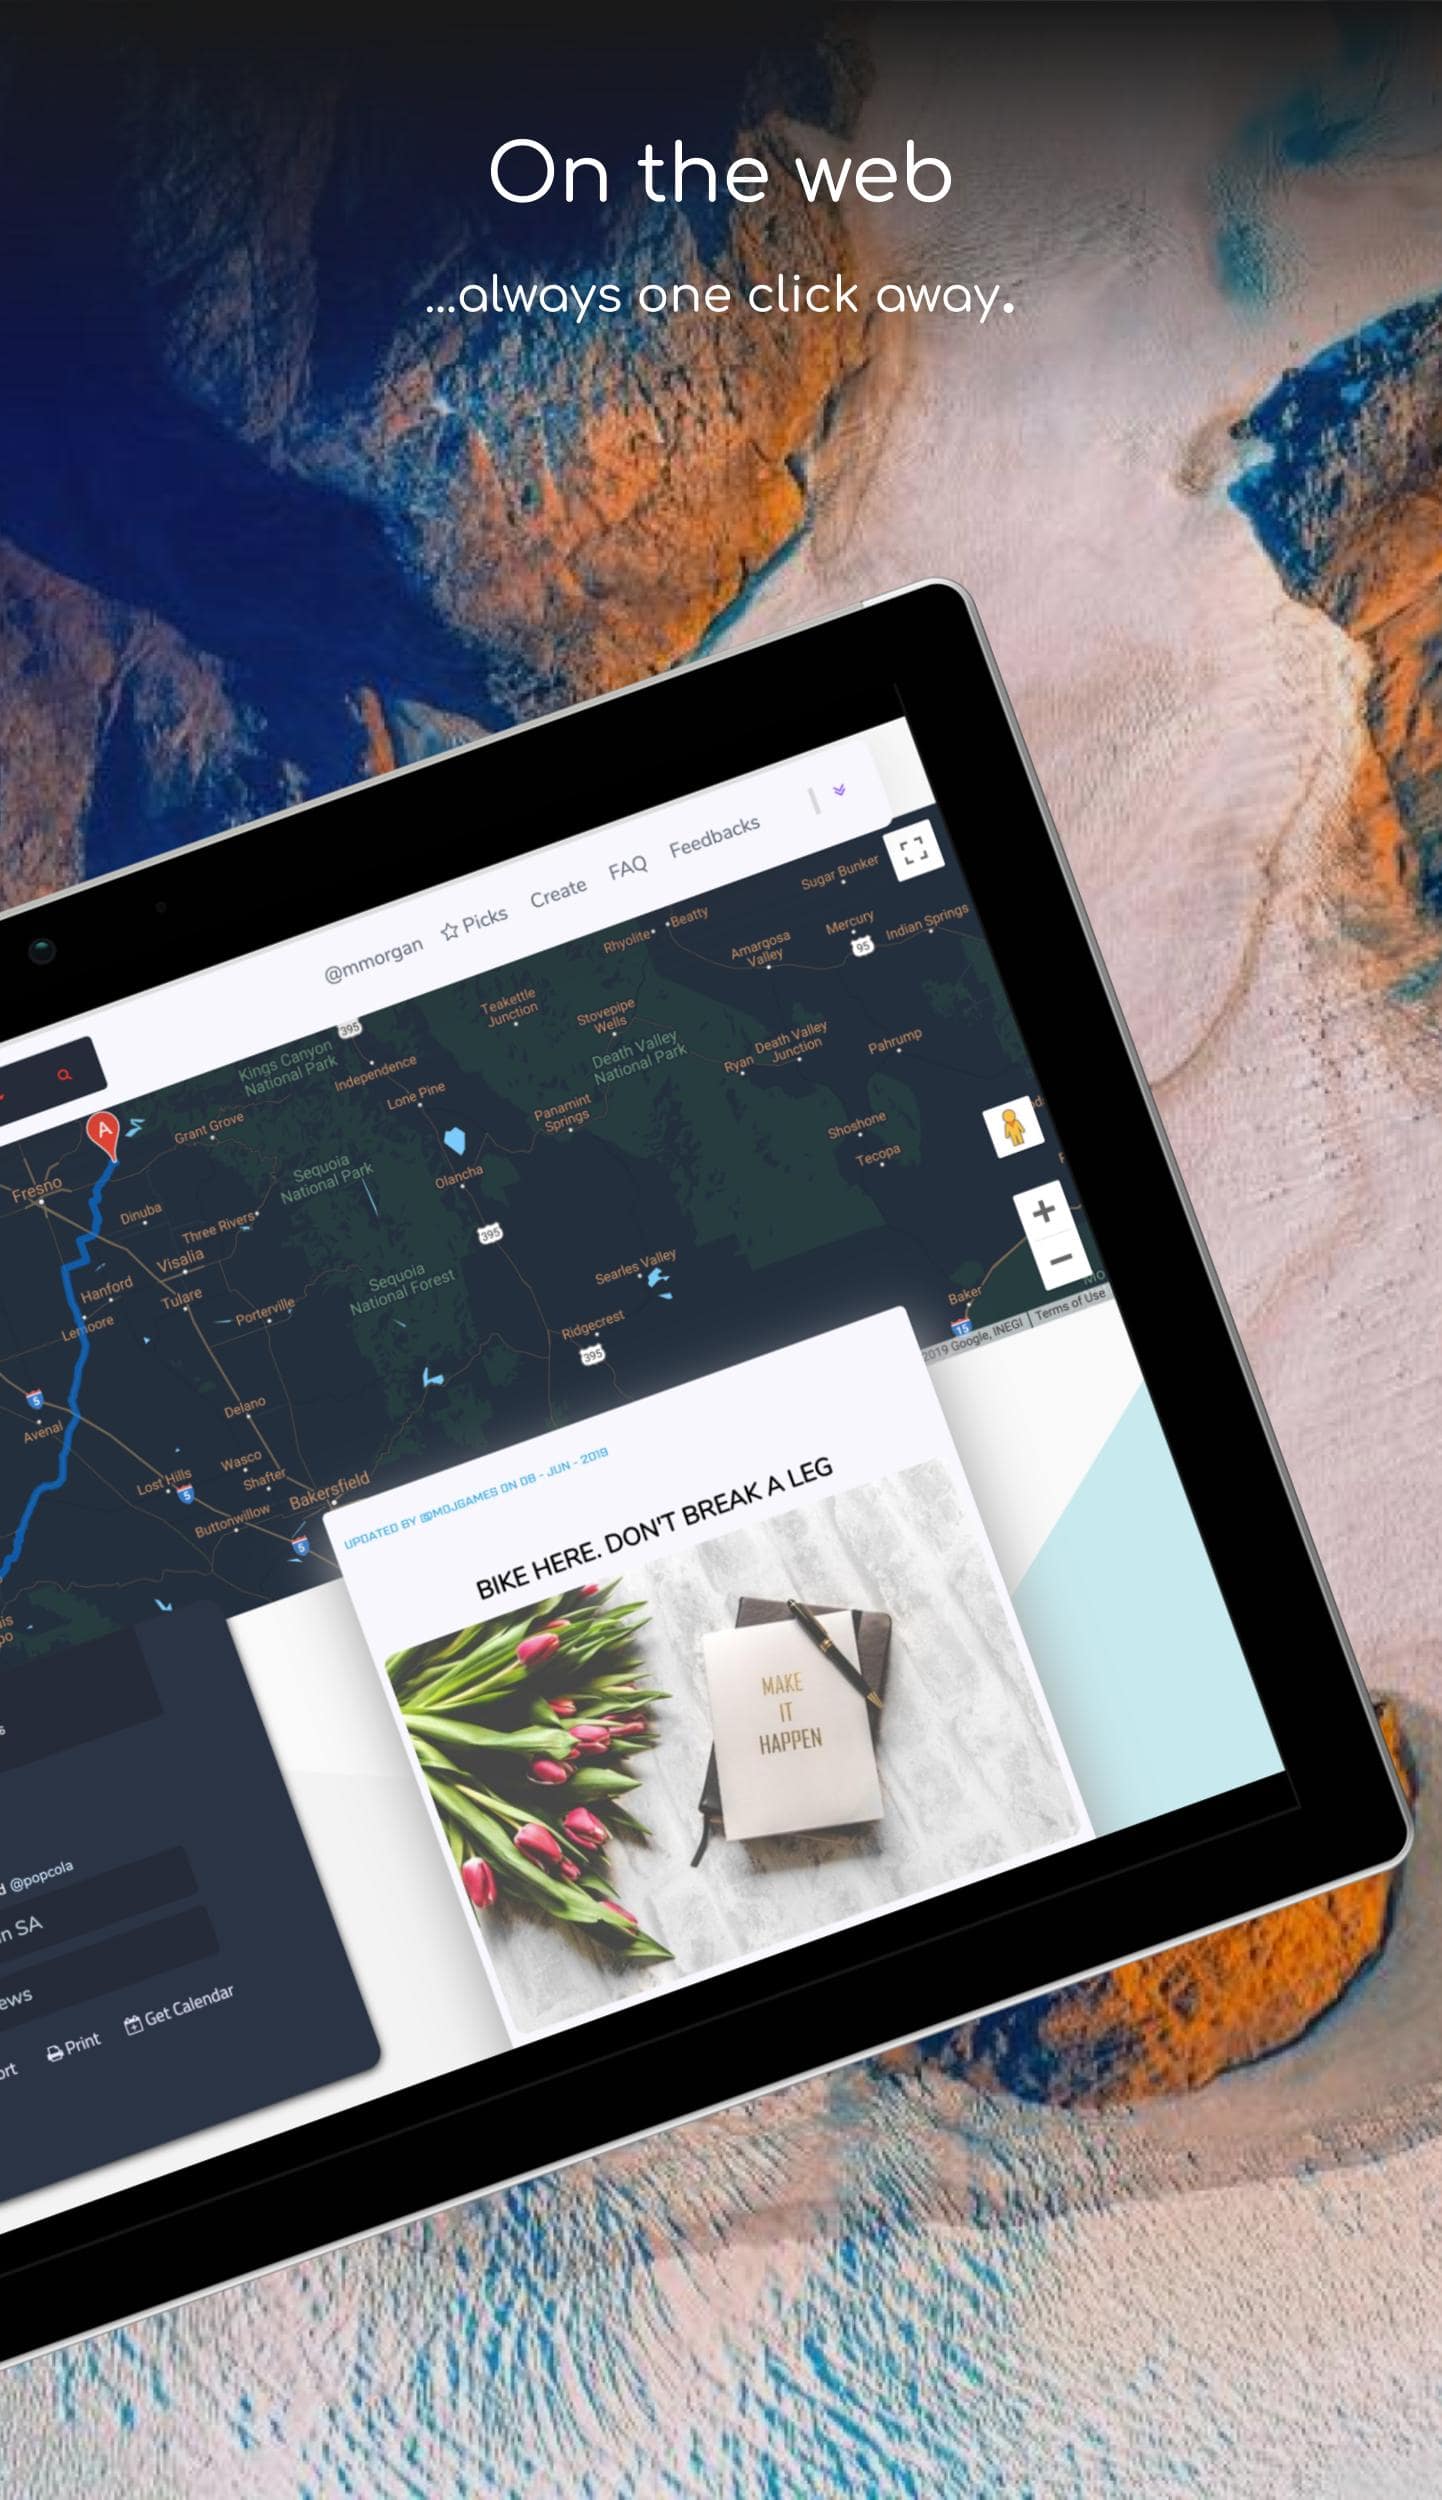 On the web
...always one click away.
@mmorgan
Picks
Create
FAQ
Feedbacks
Sugar Bunker
Mercury
Indian Springs
95
Amargosa
Valley
Beatty
Rhyolite
Teakettle
Junction
Stovepipe
Wells
Death Valley
National Park
Ryan
Death Valley
Junction
Pahrump
395
Kings Canyon
National Park
Independence
Lone Pine
Panamint
Springs
Shoshone
Tecopa
A
Grant Grove
Sequoia
National Park
Olancha
Fresno
Dinuba
Three Rivers
Visalia
395
Hanford
Tulare
Lemoore
Porterville
Sequoia
National Forest
Searles Valley
Ridgecrest
395
Baker
15
2019 Google, INEGI
Terms of Use
5
Avenal
Delano
Lost Hills
5
Wasco
Shafter
Buttonwillow
Bakersfield
5
UPDATED BY @MOJGAMES ON 08 - JUN - 2019
BIKE HERE. DON'T BREAK A LEG
MAKE
IT
HAPPEN
@popcola
SA
Print
Get Calendar